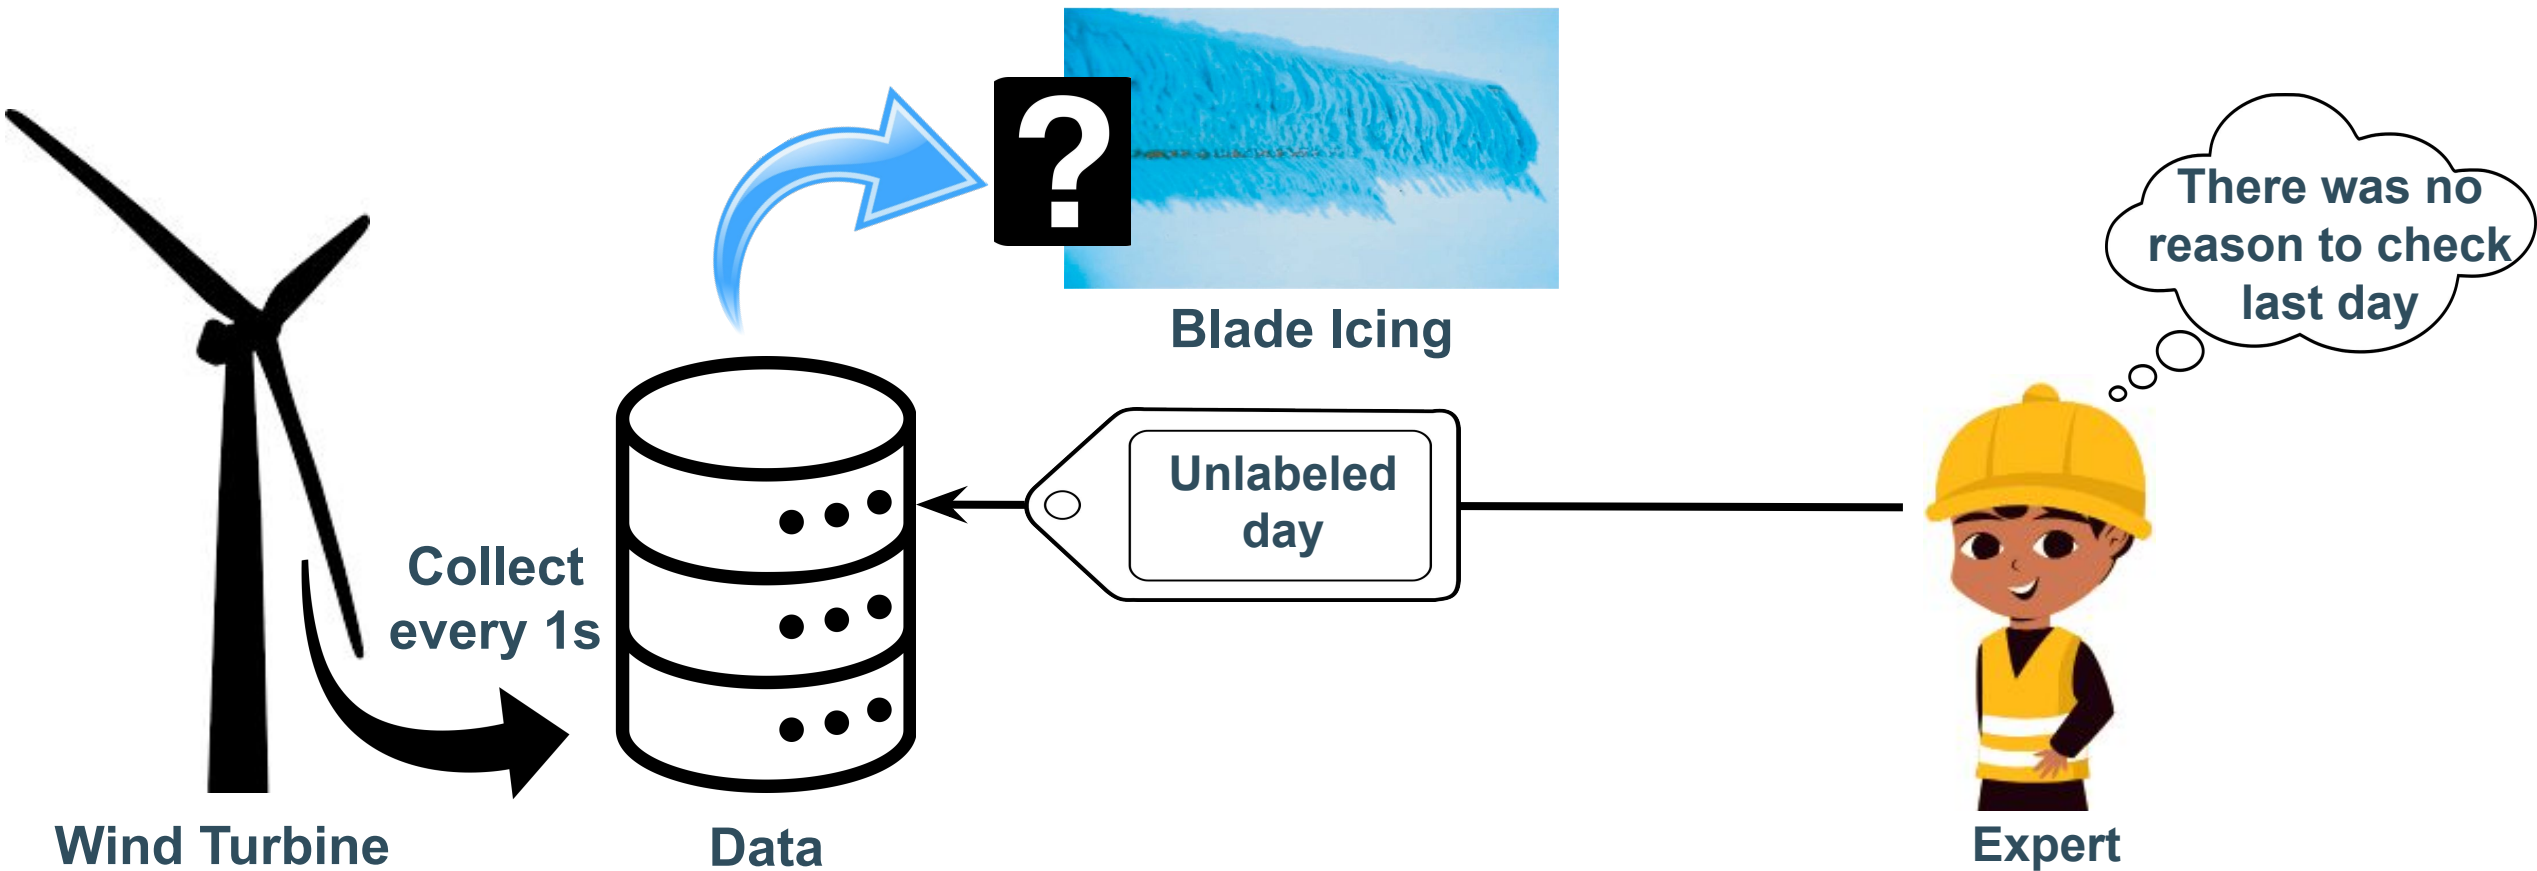 ?
Blade Icing
There was no
reason to check
last day
Unlabeled
day
Collect
every 1s
Wind Turbine
Data
Expert